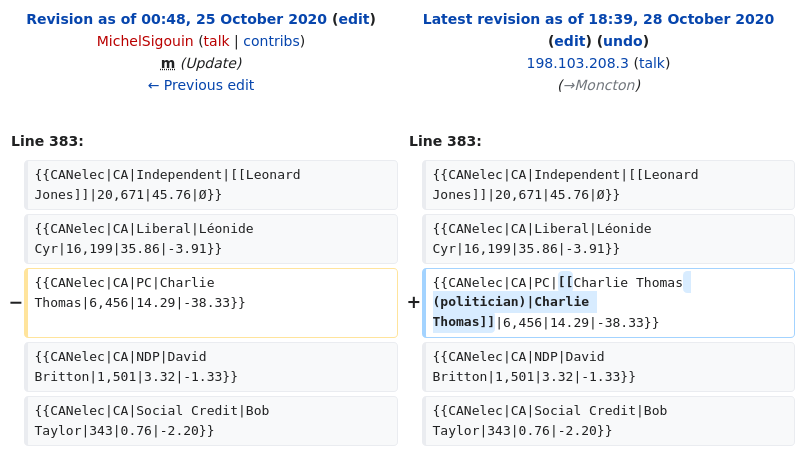 Revision as of 00:48, 25 October 2020 (edit)
MichelSigouin (talk | contribs)
m (Update)
← Previous edit
Latest revision as of 18:39, 28 October 2020
(edit) (undo)
198.103.208.3 (talk)
(→Moncton)
Line 383:
Line 383:
{{CANelec|CA|Independent|[[Leonard
Jones]]|20,671|45.76|Ø}}
{{CANelec|CA|Independent|[[Leonard
Jones]]|20,671|45.76|Ø}}
{{CANelec|CA|Liberal|Léonide
Cyr|16,199|35.86|-3.91}}
{{CANelec|CA|Liberal|Léonide
Cyr|16,199|35.86|-3.91}}
− {{CANelec|CA|PC|Charlie
Thomas|6,456|14.29|-38.33}}
+ {{CANelec|CA|PC|[[Charlie Thomas
(politician)|Charlie
Thomas]]|6,456|14.29|-38.33}}
{{CANelec|CA|NDP|David
Britton|1,501|3.32|-1.33}}
{{CANelec|CA|NDP|David
Britton|1,501|3.32|-1.33}}
{{CANelec|CA|Social Credit|Bob
Taylor|343|0.76|-2.20}}
{{CANelec|CA|Social Credit|Bob
Taylor|343|0.76|-2.20}}